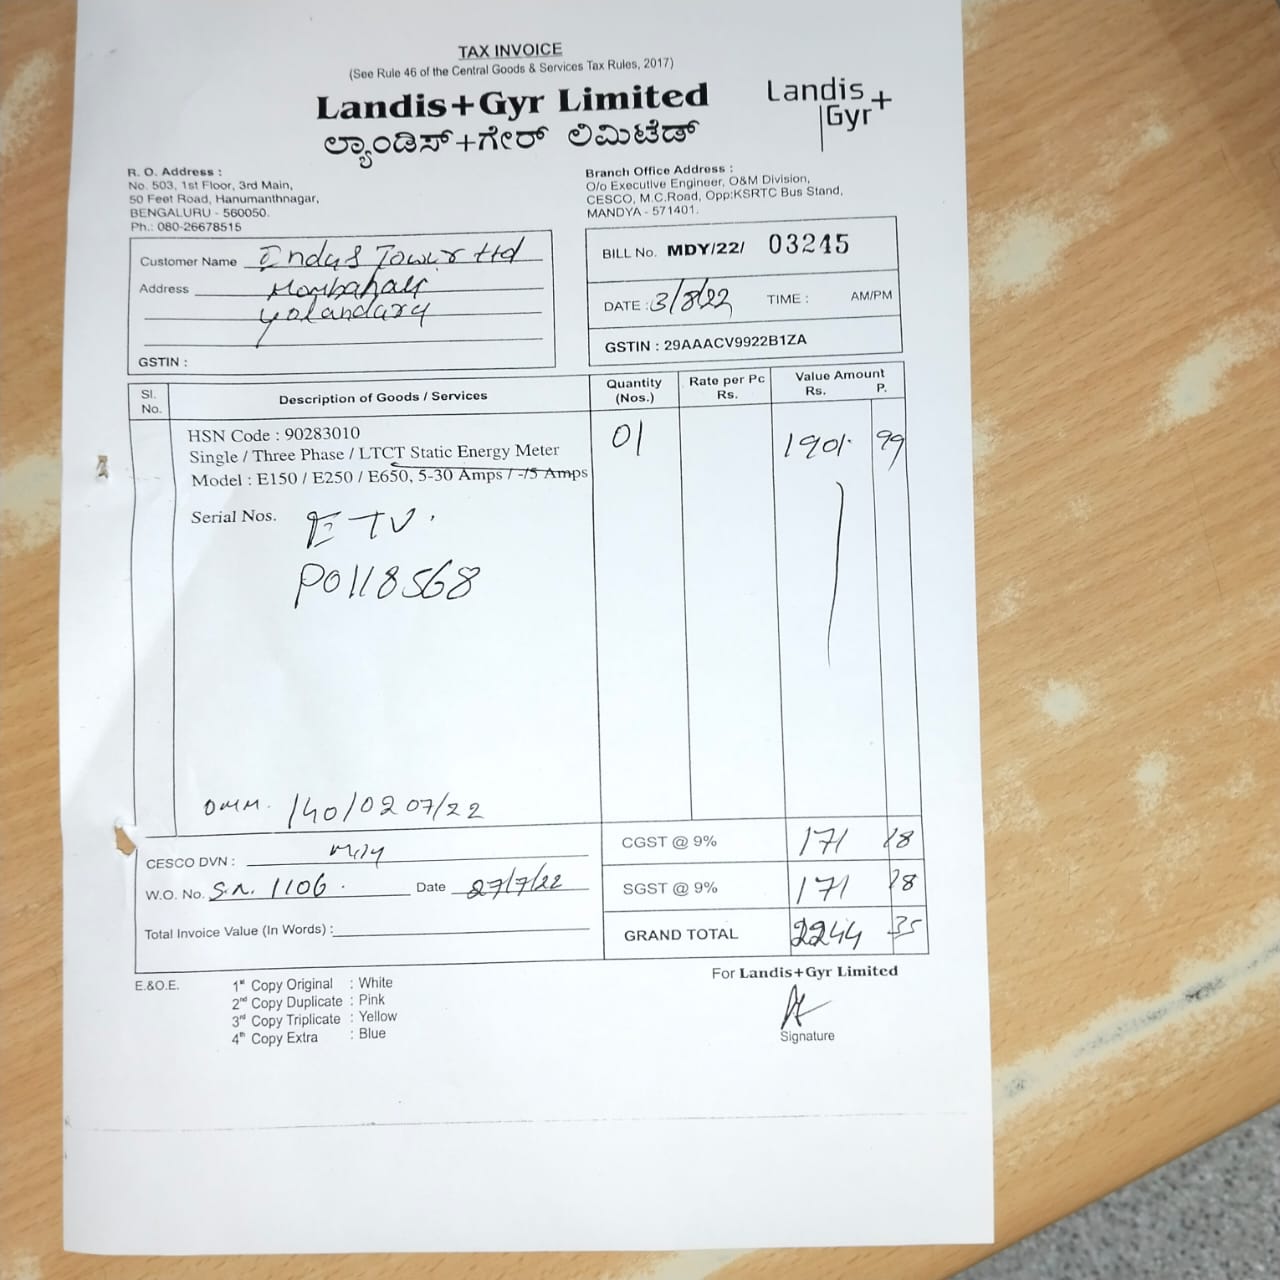 TAX INVOICE
(See Rule 46 of the Central Goods & Services Tax Rules, 2017)
Landis+Gyr Limited
ಲ್ಯಾಂಡಿಸ್+ಗೇರ್ ಲಿಮಿಟೆಡ್
Landis
Gyr+
R. O. Address :
No. 503, 1st Floor, 3rd Main,
50 Feet Road, Hanumanthnagar,
BENGALURU - 560050.
Ph.: 080-26678515
Branch Office Address :
O/o Executive Engineer, O&M Division,
CESCO, M.C.Road, Opp:KSRTC Bus Stand,
MANDYA - 571401.
Customer Name Indus Tower ltd
Address
GSTIN :
BILL No. MDY/22/ 03245
DATE : 3/8/22 TIME : AM/PM
GSTIN : 29AAACV9922B1ZA
Sl. No. Description of Goods / Services Quantity (Nos.) Rate per Pc Rs. Value Amount Rs. P.
HSN Code : 90283010 01 1901. 99
Single / Three Phase / LTCT Static Energy Meter
Model : E150 / E250 / E650, 5-30 Amps / -/5 Amps
Serial Nos. ETV.
P0118568
140/02 07/22
CESCO DVN : MDY
W.O. No. S.n. 1106. Date 27/7/22
Total Invoice Value (In Words) :
CGST @ 9% 171 18
SGST @ 9% 171 18
GRAND TOTAL 2244 35
E.&O.E.
1st Copy Original : White
2nd Copy Duplicate : Pink
3rd Copy Triplicate : Yellow
4th Copy Extra : Blue
For Landis+Gyr Limited
Signature